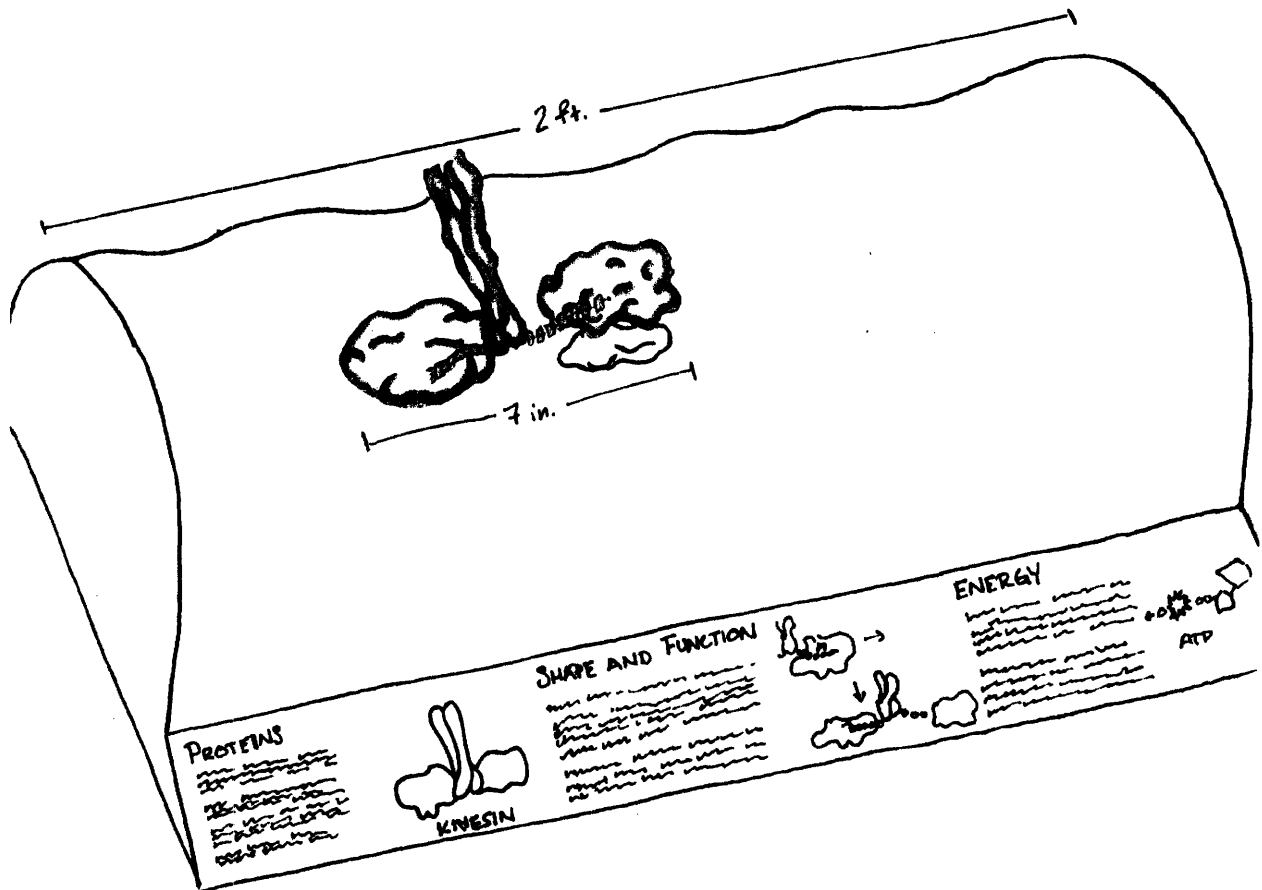 2 ft.
7 in.
PROTEINS
KINESIN
SHAPE AND FUNCTION
ENERGY
ATP